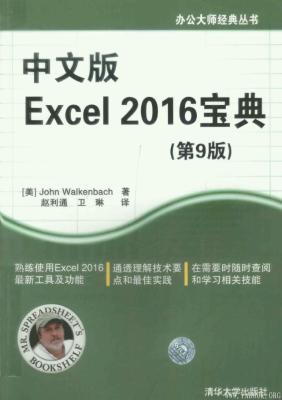 办公大师经典丛书
中文版
Excel 2016宝典
(第9版)
[美] John Walkenbach 著
赵利通 卫 琳 译
熟练使用Excel 2016
最新工具及功能
通透理解技术要
点和最佳实践
在需要时随时查阅
和学习相关技能
MR. SPREADSHEET'S
BOOKSHELF
清华大学出版社